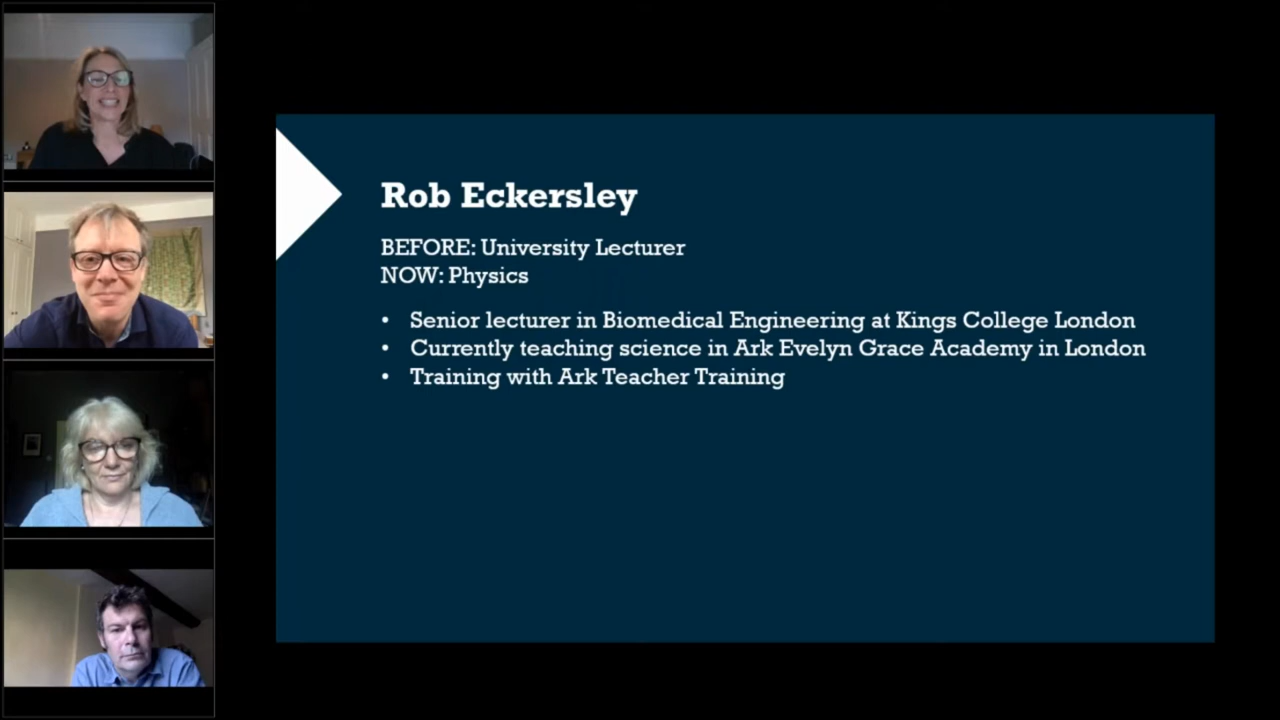 Rob Eckersley
BEFORE: University Lecturer
NOW: Physics
• Senior lecturer in Biomedical Engineering at Kings College London
• Currently teaching science in Ark Evelyn Grace Academy in London
• Training with Ark Teacher Training